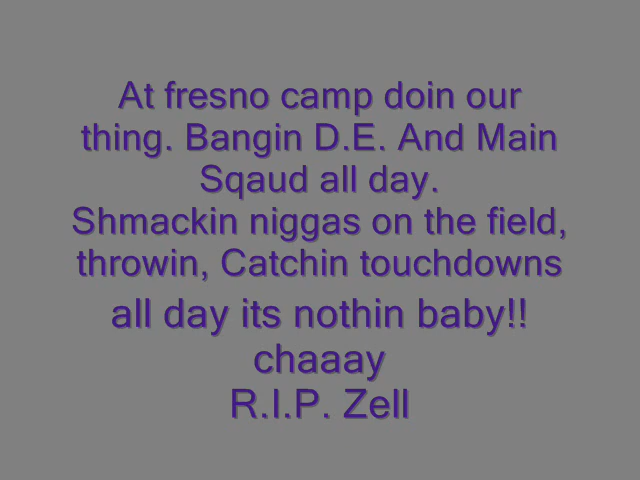 At fresno camp doin our
thing. Bangin D.E. And Main
Sqaud all day.
Shmackin niggas on the field,
throwin, Catchin touchdowns
all day its nothin baby!!
chaaay
R.I.P. Zell